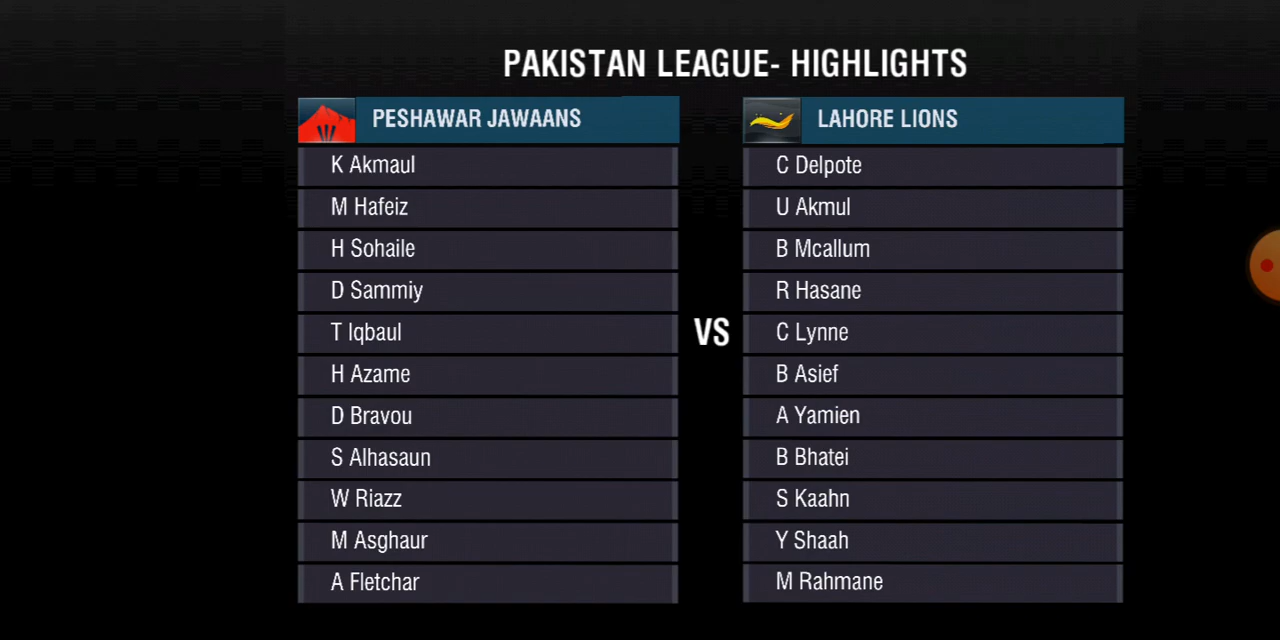 PAKISTAN LEAGUE- HIGHLIGHTS
PESHAWAR JAWAANS
K Akmaul
M Hafeiz
H Sohaile
D Sammiy
T Iqbaul
H Azame
D Bravou
S Alhasaun
W Riazz
M Asghaur
A Fletchar
VS
LAHORE LIONS
C Delpote
U Akmul
B Mcallum
R Hasane
C Lynne
B Asief
A Yamien
B Bhatei
S Kaahn
Y Shaah
M Rahmane